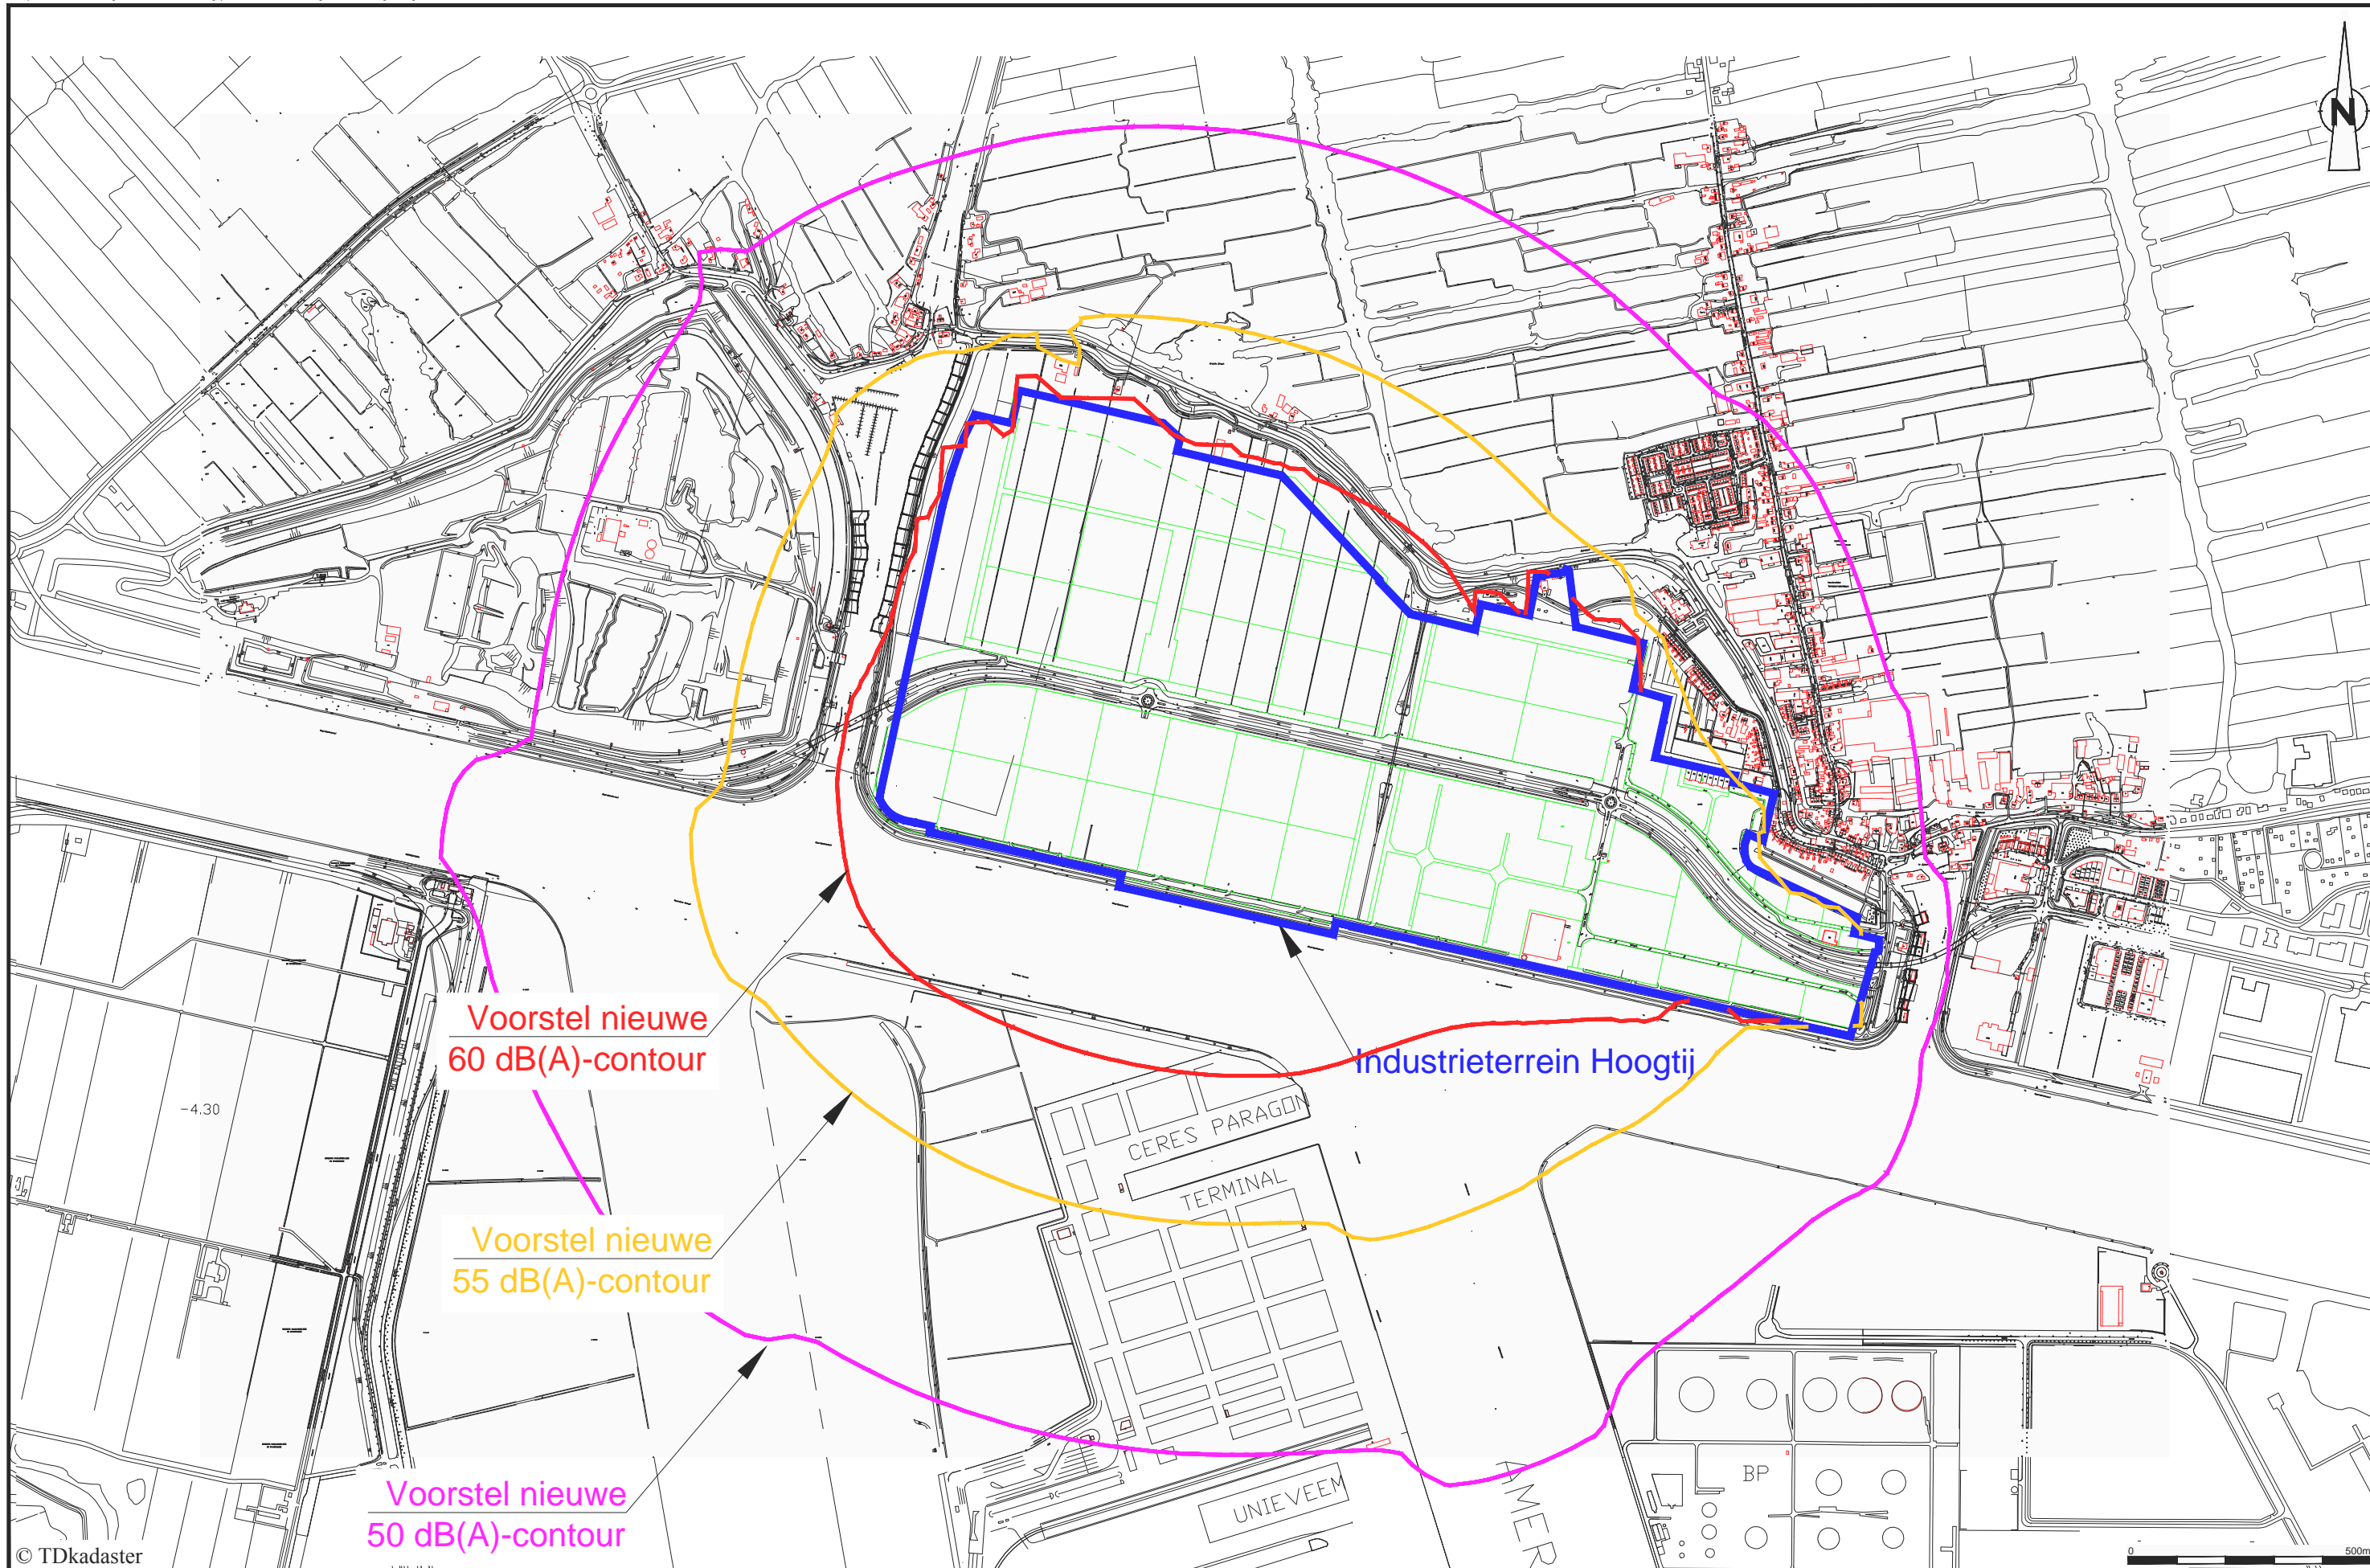 N
Voorstel nieuwe
60 dB(A)-contour
Industrieterrein Hoogtij
-4.30
CERES PARAGON
TERMINAL
Voorstel nieuwe
55 dB(A)-contour
Voorstel nieuwe
50 dB(A)-contour
UNIEVEEM
AMER
BP
© TDkadaster
0 500m